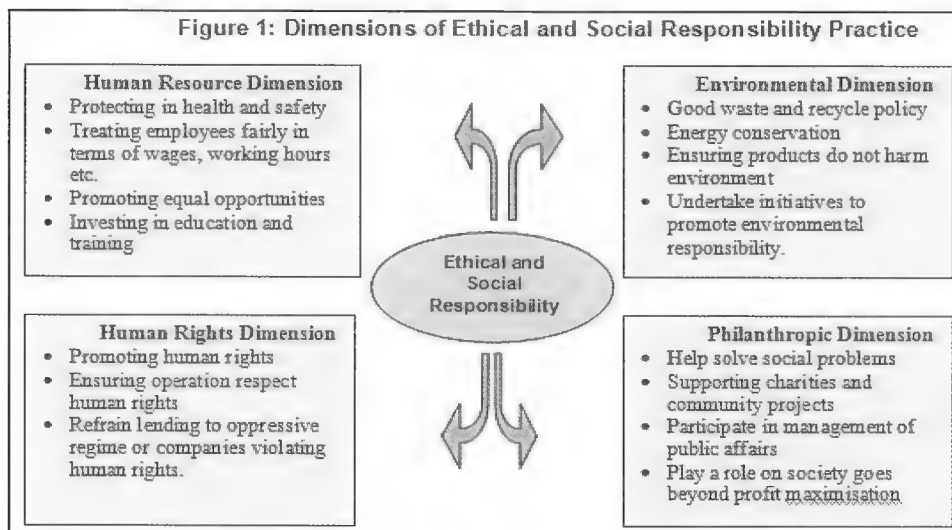 Figure 1: Dimensions of Ethical and Social Responsibility Practice
Human Resource Dimension
• Protecting in health and safety
• Treating employees fairly in
terms of wages, working hours
etc.
• Promoting equal opportunities
• Investing in education and
training
Environmental Dimension
• Good waste and recycle policy
• Energy conservation
• Ensuring products do not harm
environment
• Undertake initiatives to
promote environmental
responsibility.
Ethical and
Social
Responsibility
Human Rights Dimension
• Promoting human rights
• Ensuring operation respect
human rights
• Refrain lending to oppressive
regime or companies violating
human rights.
Philanthropic Dimension
• Help solve social problems
• Supporting charities and
community projects
• Participate in management of
public affairs
• Play a role on society goes
beyond profit maximisation